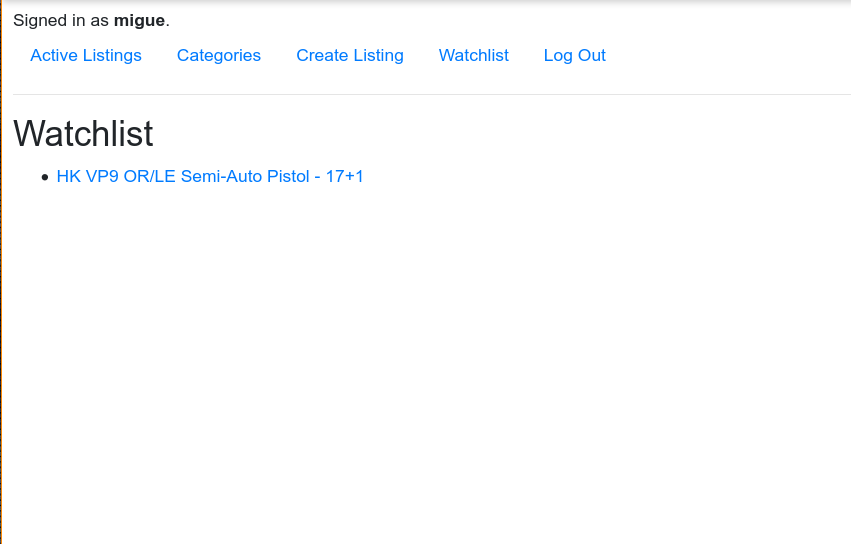 Signed in as migue.
Active Listings Categories Create Listing Watchlist Log Out
Watchlist
• HK VP9 OR/LE Semi-Auto Pistol - 17+1